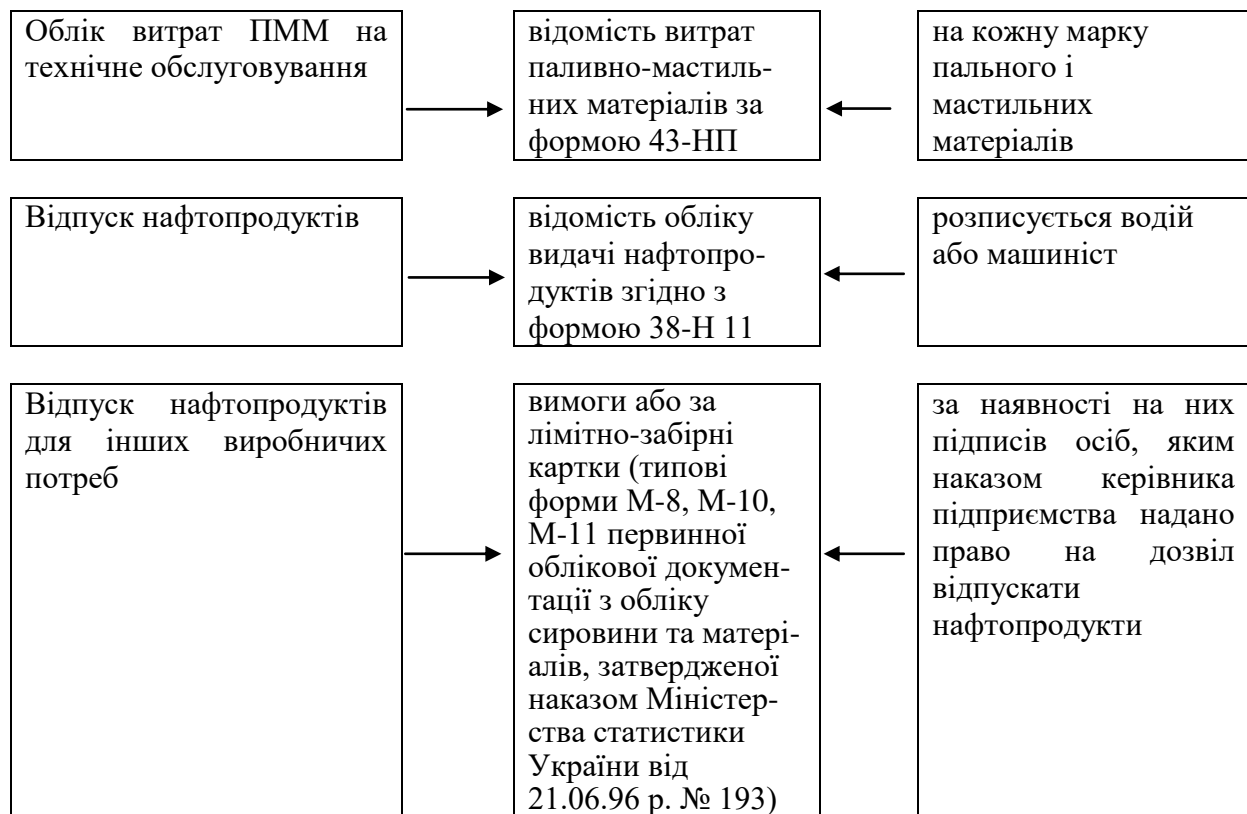 Облік витрат ПММ на
технічне обслуговування
відомість витрат
паливно-мастиль-
них матеріалів за
формою 43-НП
на кожну марку
пального і
мастильних
матеріалів
Відпуск нафтопродуктів
відомість обліку
видачі нафтопро-
дуктів згідно з
формою 38-Н 11
розписується водій
або машиніст
Відпуск нафтопродуктів
для інших виробничих
потреб
вимоги або за
лімітно-забірні
картки (типові
форми М-8, М-10,
М-11 первинної
облікової докумен-
тації з обліку
сировини та матері-
алів, затвердженої
наказом Міністер-
ства статистики
України від
21.06.96 р. № 193)
за наявності на них
підписів осіб, яким
наказом керівника
підприємства надано
право на дозвіл
відпускати
нафтопродукти